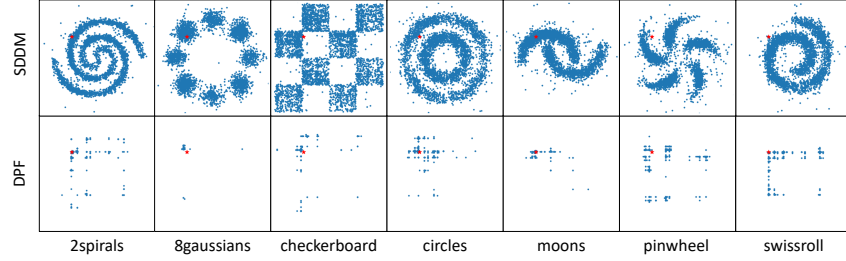 SDDM
DPF
2spirals 8gaussians checkerboard circles moons pinwheel swissroll